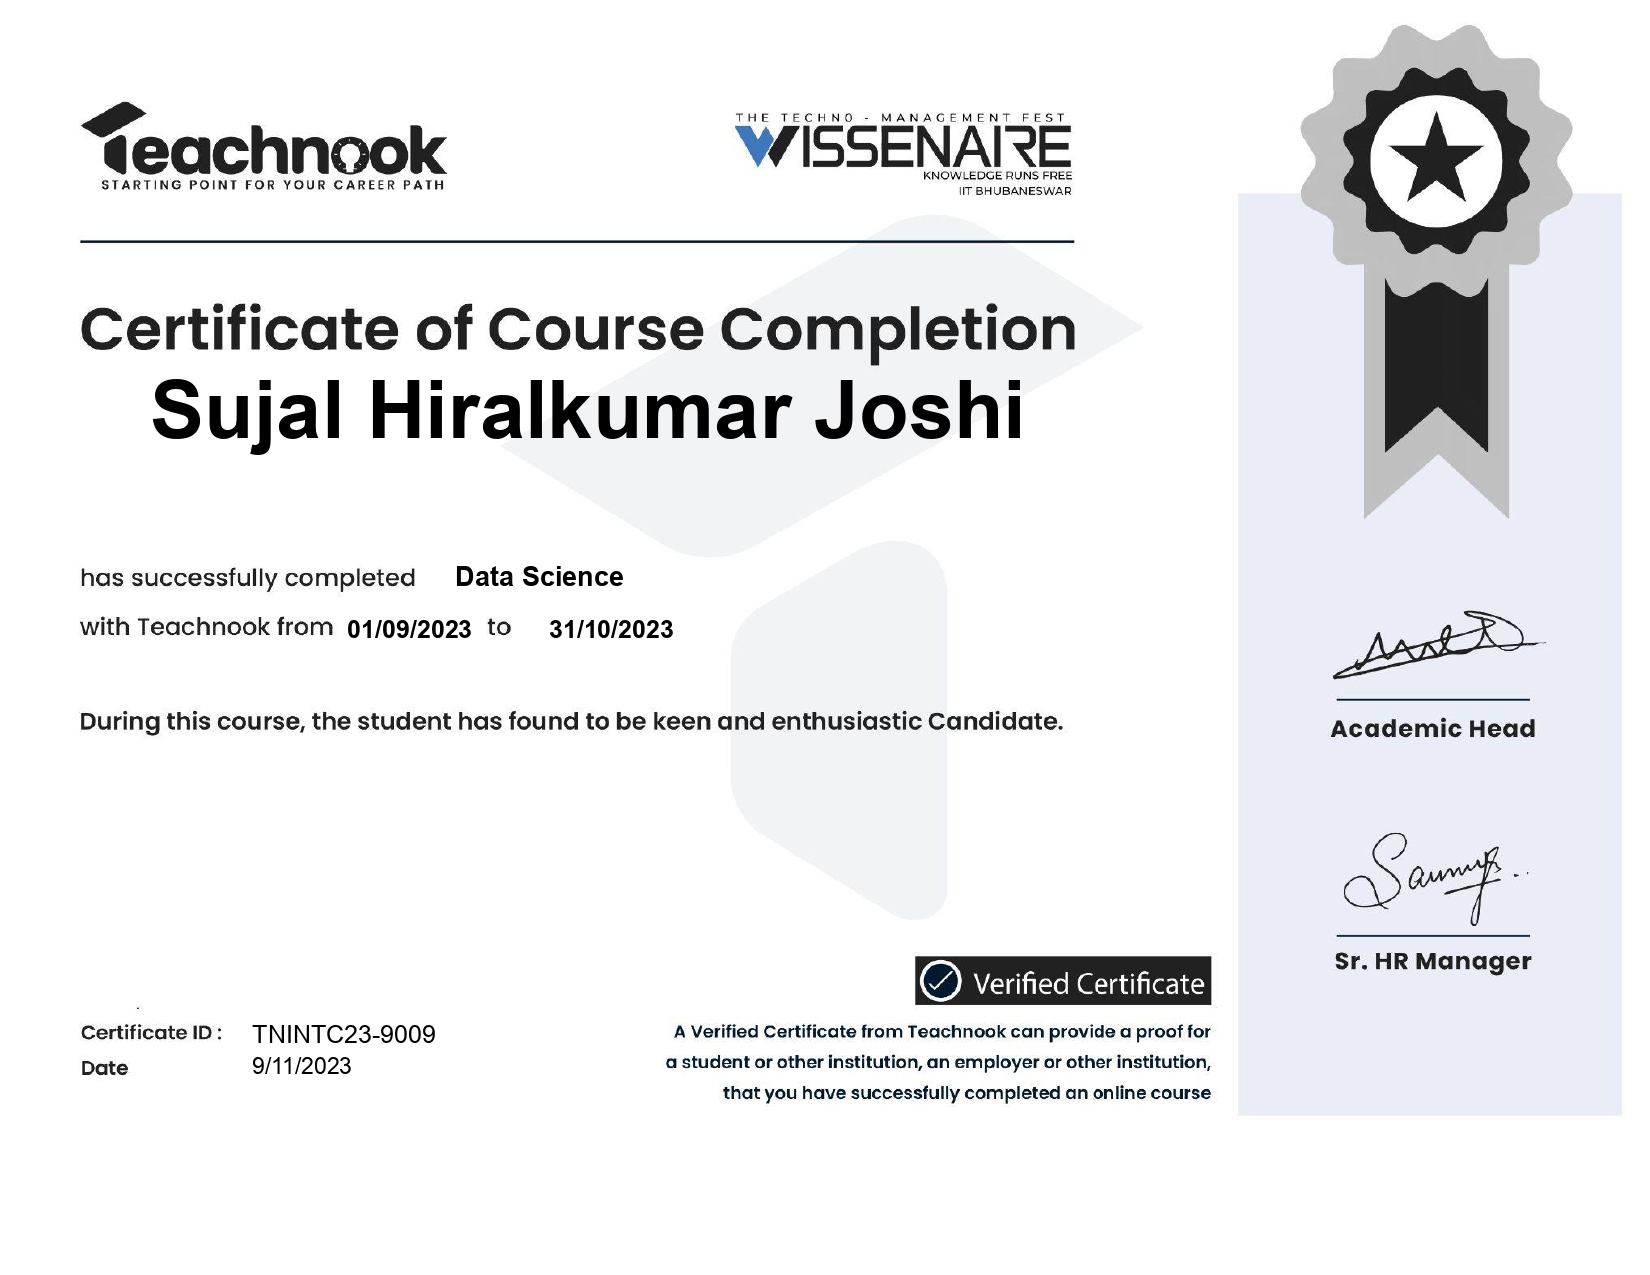 Teachnook
STARTING POINT FOR YOUR CAREER PATH
THE TECHNO - MANAGEMENT FEST
WISSENAIRE
KNOWLEDGE RUNS FREE
IIT BHUBANESWAR
Certificate of Course Completion
Sujal Hiralkumar Joshi
has successfully completed Data Science
with Teachnook from 01/09/2023 to 31/10/2023
During this course, the student has found to be keen and enthusiastic Candidate.
Academic Head
Saumya..
Sr. HR Manager
Verified Certificate
Certificate ID : TNINTC23-9009
Date 9/11/2023
A Verified Certificate from Teachnook can provide a proof for
a student or other institution, an employer or other institution,
that you have successfully completed an online course